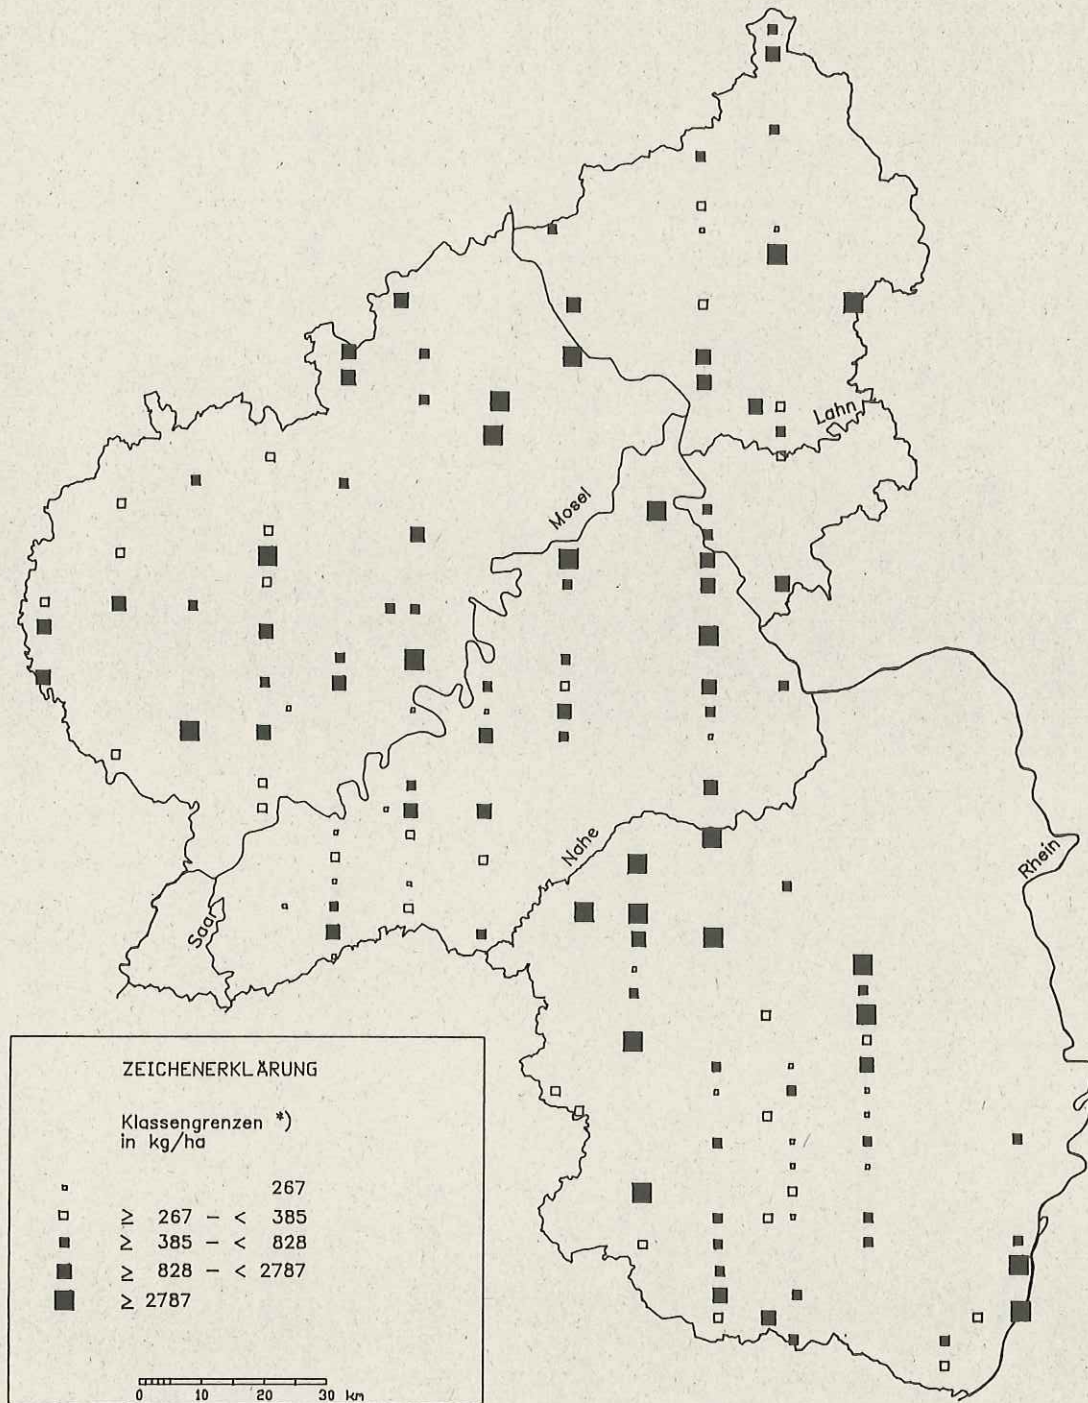 Lahn
Mosel
Nahe
Rhein
Saar
ZEICHENERKLÄRUNG
Klassengrenzen *)
in kg/ha
267
≥ 267 – < 385
≥ 385 – < 828
≥ 828 – < 2787
≥ 2787
0 10 20 30 km